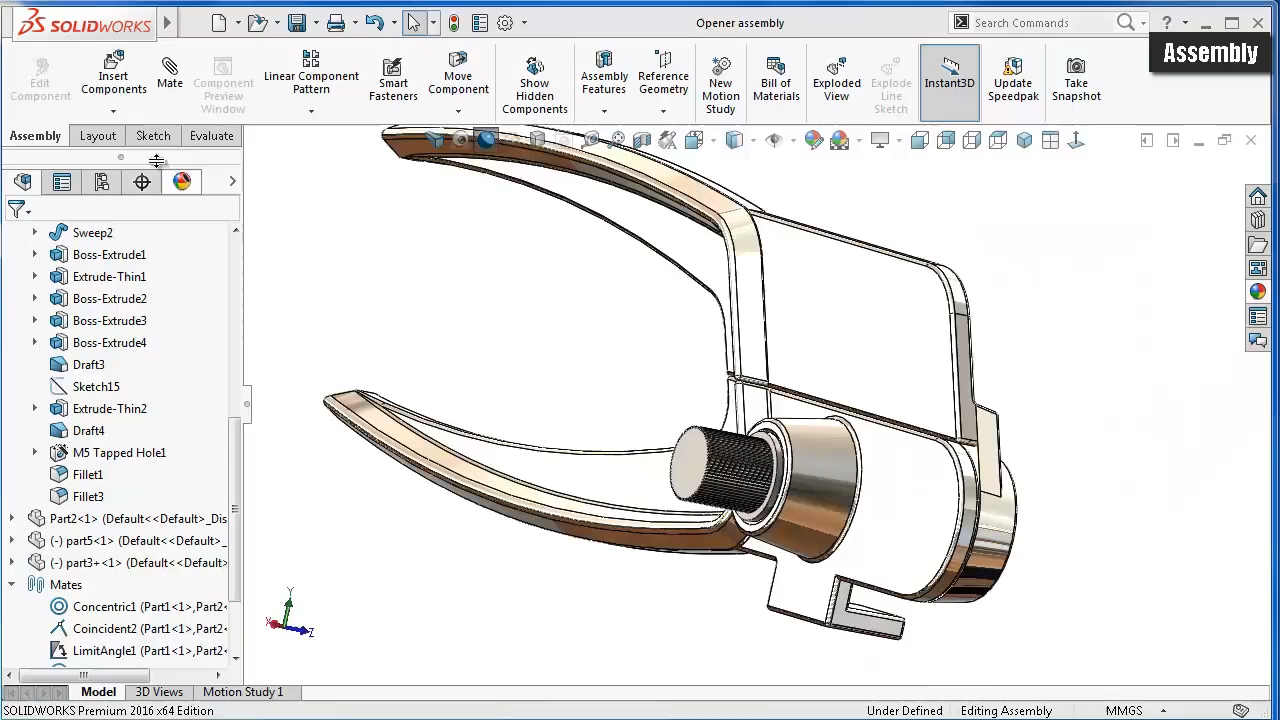 SOLIDWORKS
Opener assembly
Search Commands
Assembly
Edit Component
Insert Components
Mate
Component Preview Window
Linear Component Pattern
Smart Fasteners
Move Component
Show Hidden Components
Assembly Features
Reference Geometry
New Motion Study
Bill of Materials
Exploded View
Explode Line Sketch
Instant3D
Update Speedpak
Take Snapshot
Assembly Layout Sketch Evaluate
Sweep2
Boss-Extrude1
Extrude-Thin1
Boss-Extrude2
Boss-Extrude3
Boss-Extrude4
Draft3
Sketch15
Extrude-Thin2
Draft4
M5 Tapped Hole1
Fillet1
Fillet3
Part2<1> (Default<<Default>_Dis
(-) part5<1> (Default<<Default>_
(-) part3+<1> (Default<<Default>
Mates
Concentric1 (Part1<1>,Part2<
Coincident2 (Part1<1>,Part2<
LimitAngle1 (Part1<1>,Part2<
Y
X
Z
Model 3D Views Motion Study 1
SOLIDWORKS Premium 2016 x64 Edition
Under Defined Editing Assembly MMGS